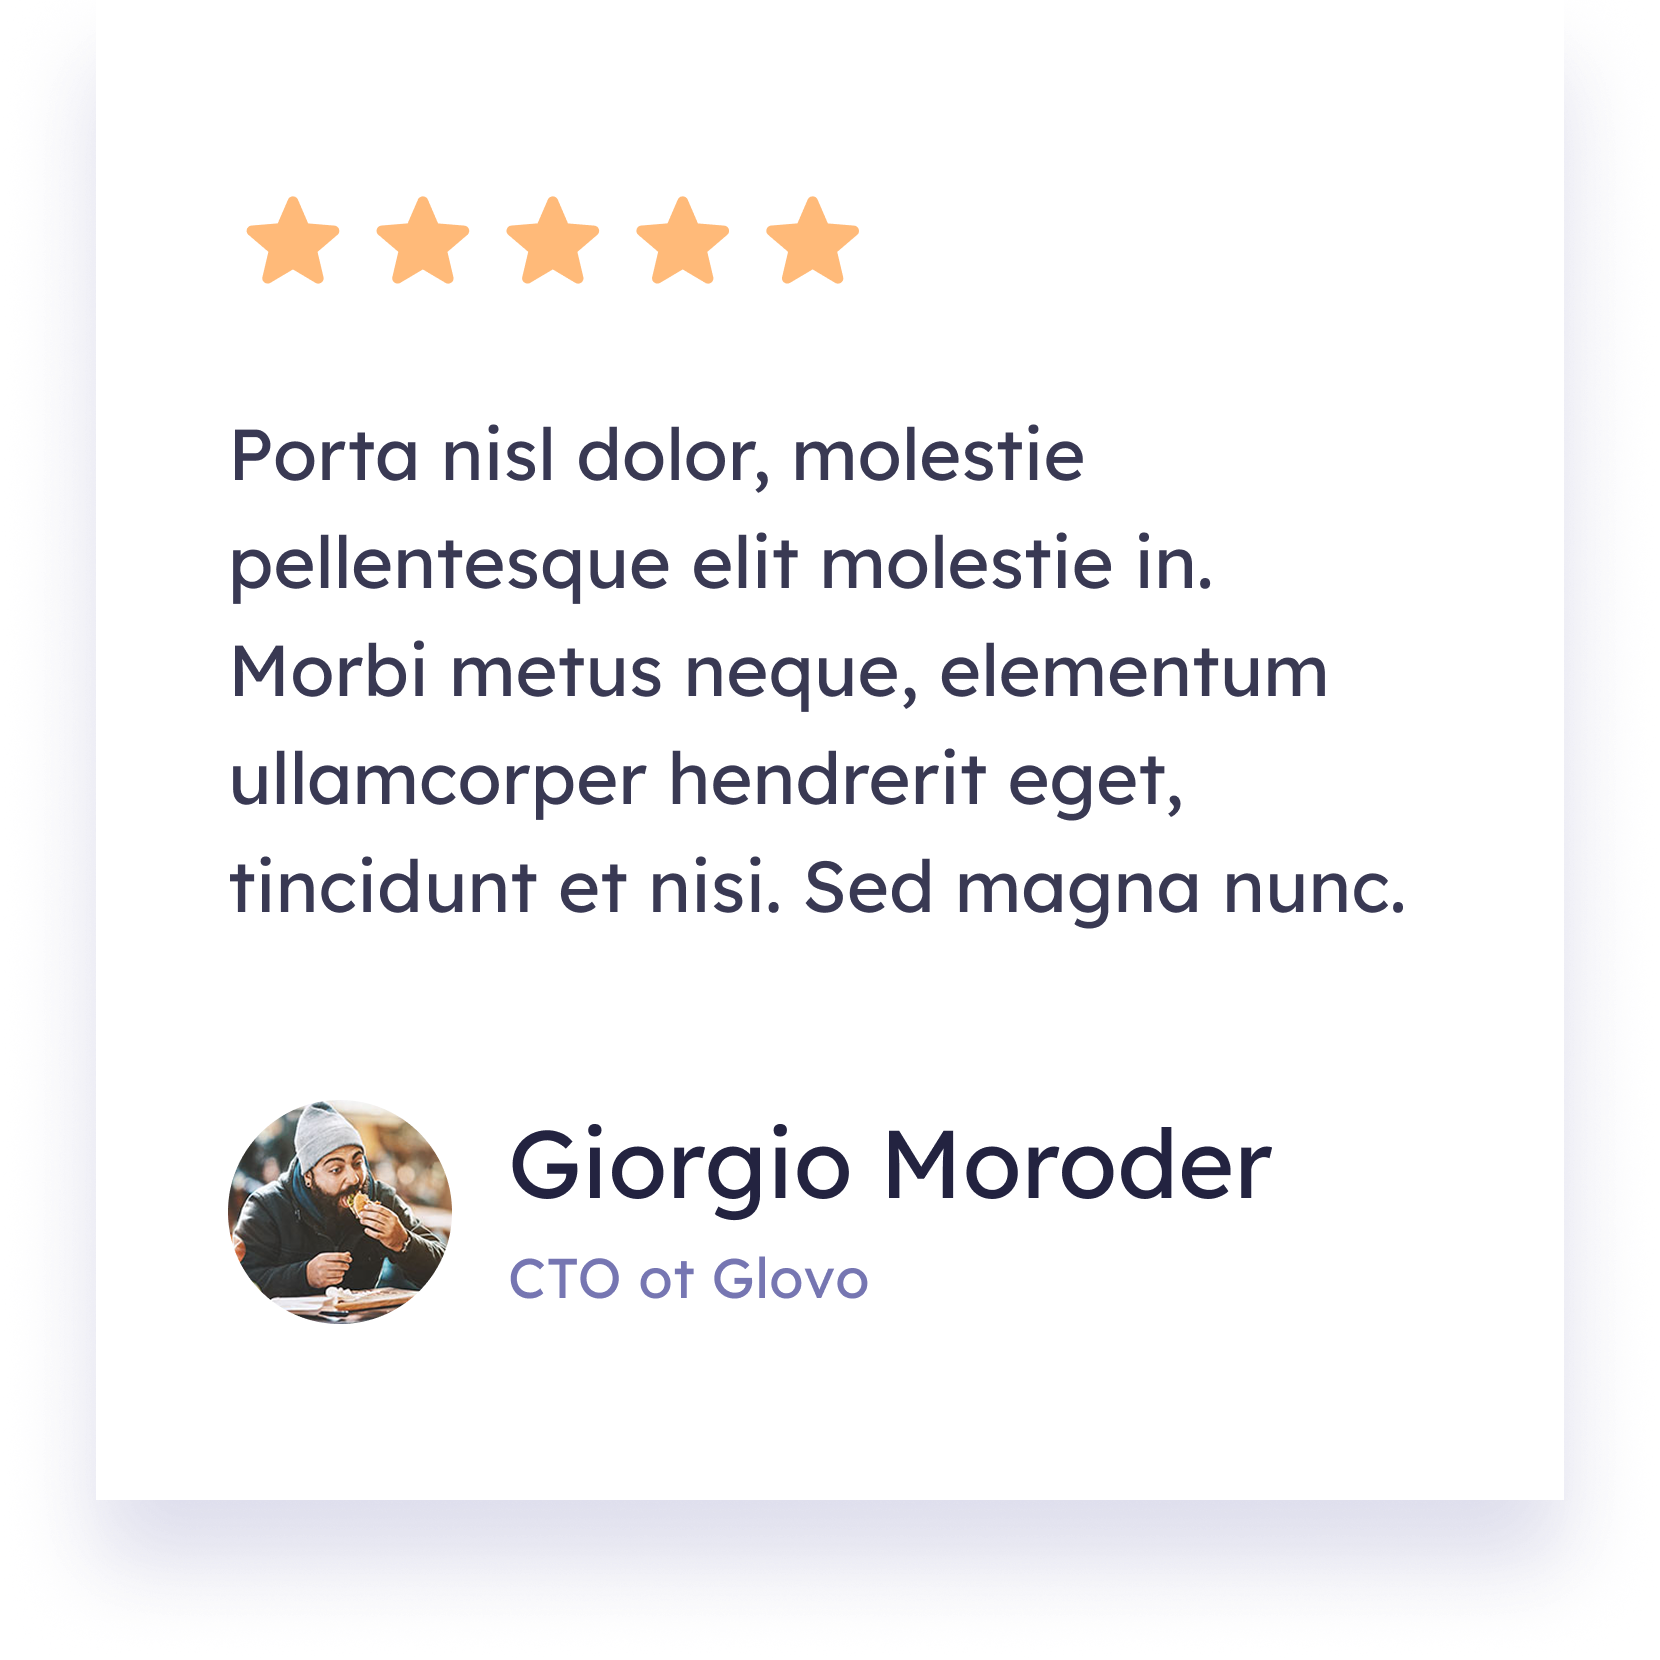 Porta nisl dolor, molestie
pellentesque elit molestie in.
Morbi metus neque, elementum
ullamcorper hendrerit eget,
tincidunt et nisi. Sed magna nunc.
Giorgio Moroder
CTO ot Glovo